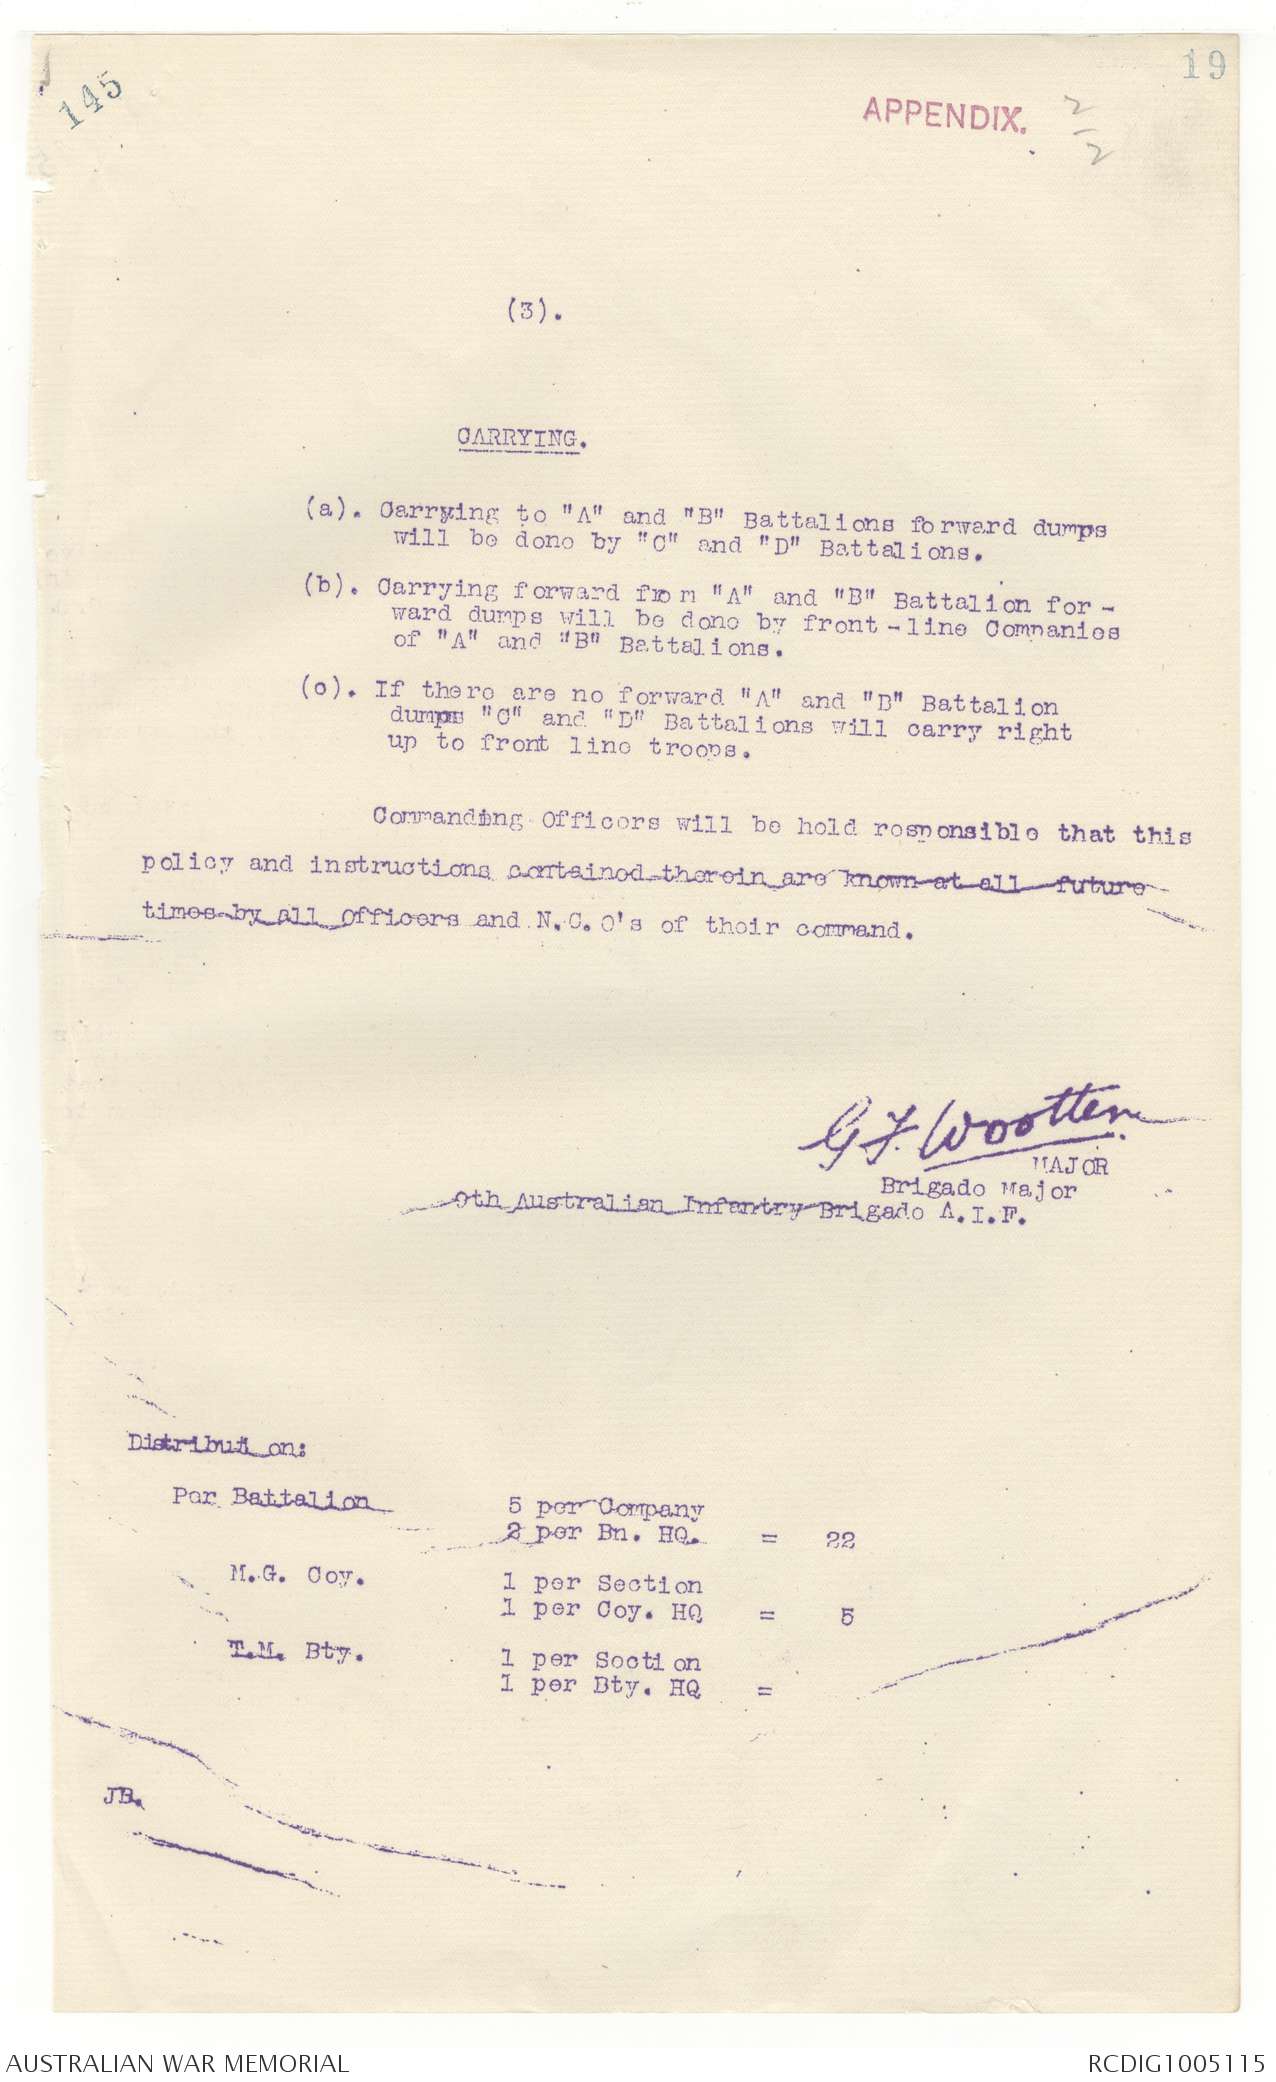 145
19
APPENDIX. 2/2
(3).
CARRYING.
(a). Carrying to "A" and "B" Battalions forward dumps
will be done by "C" and "D" Battalions.
(b). Carrying forward from "A" and "B" Battalion for-
ward dumps will be done by front-line Companies
of "A" and "B" Battalions.
(c). If there are no forward "A" and "B" Battalion
dumps "C" and "D" Battalions will carry right
up to front line troops.
Commanding Officers will be held responsible that this
policy and instructions contained therein are known at all future
times by all Officers and N.C.O's of their command.
G F Wootten
MAJOR
Brigade Major
9th Australian Infantry Brigade A.I.F.
Distribution:
Per Battalion 5 per Company
2 per Bn. HQ. = 22
M.G. Coy. 1 per Section
1 per Coy. HQ = 5
T.M. Bty. 1 per Section
1 per Bty. HQ =
JB.
AUSTRALIAN WAR MEMORIAL
RCDIG1005115